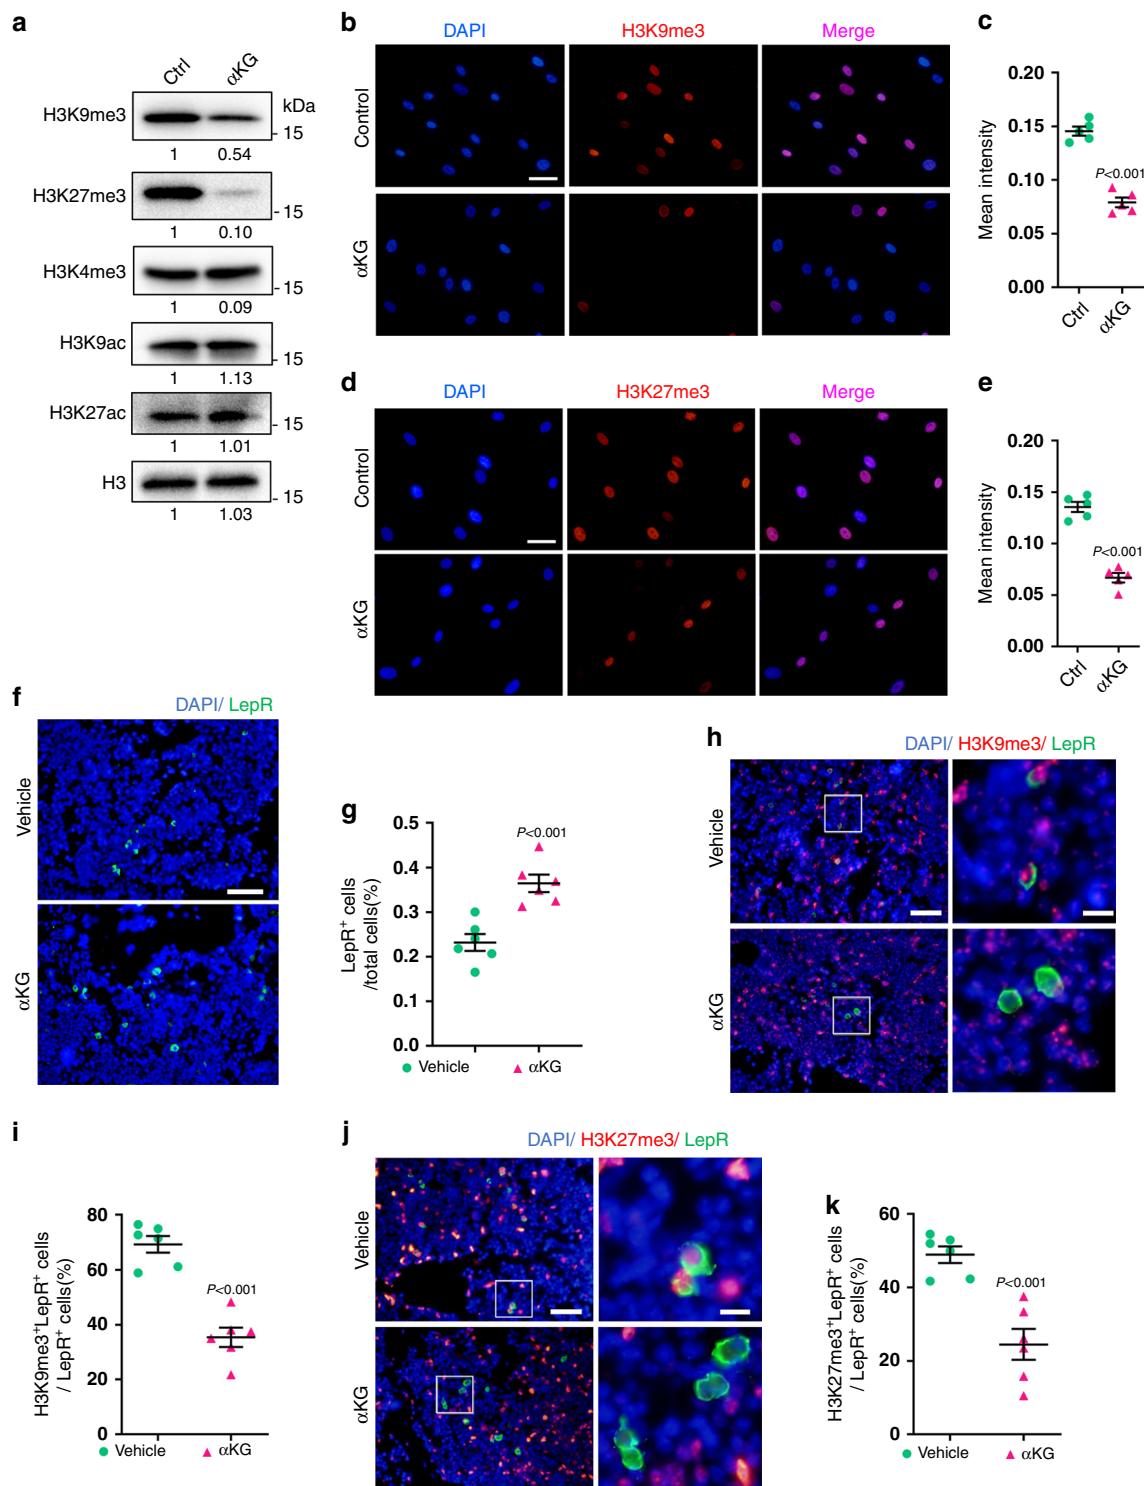 a
Ctrl αKG
kDa
H3K9me3
- 15
1 0.54
H3K27me3
- 15
1 0.10
H3K4me3
- 15
1 0.09
H3K9ac
- 15
1 1.13
H3K27ac
- 15
1 1.01
H3
- 15
1 1.03
b
DAPI H3K9me3 Merge
Control
αKG
c
Mean intensity
0.20
0.15
0.10
0.05
0.00
P<0.001
Ctrl αKG
d
DAPI H3K27me3 Merge
Control
αKG
e
Mean intensity
0.20
0.15
0.10
0.05
0.00
P<0.001
Ctrl αKG
f
DAPI/ LepR
Vehicle
αKG
g
LepR+ cells
/total cells(%)
0.5
0.4
0.3
0.2
0.1
0.0
P<0.001
Vehicle αKG
h
DAPI/ H3K9me3/ LepR
Vehicle
αKG
i
H3K9me3+LepR+ cells
/ LepR+ cells(%)
80
60
40
20
0
P<0.001
Vehicle αKG
j
DAPI/ H3K27me3/ LepR
Vehicle
αKG
k
H3K27me3+LepR+ cells
/ LepR+ cells(%)
60
40
20
0
P<0.001
Vehicle αKG